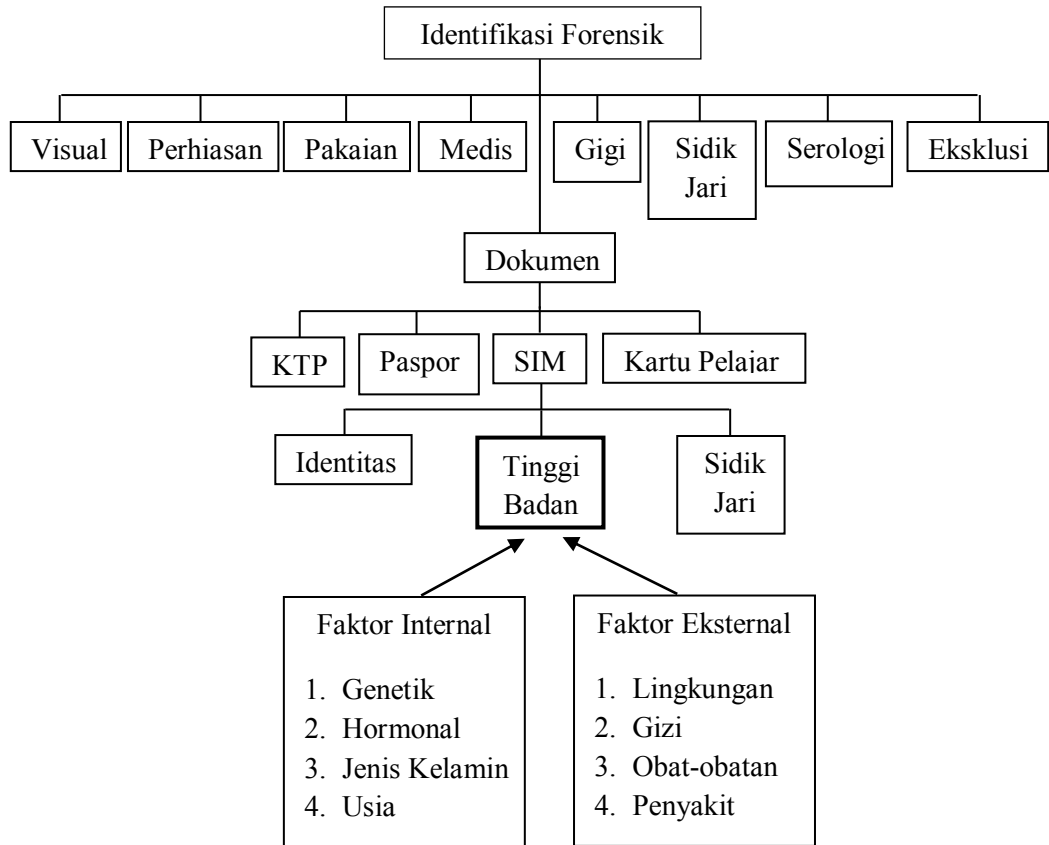 Identifikasi Forensik
Visual
Perhiasan
Pakaian
Medis
Gigi
Sidik
Jari
Serologi
Eksklusi
Dokumen
KTP
Paspor
SIM
Kartu Pelajar
Identitas
Tinggi
Badan
Sidik
Jari
Faktor Internal
1. Genetik
2. Hormonal
3. Jenis Kelamin
4. Usia
Faktor Eksternal
1. Lingkungan
2. Gizi
3. Obat-obatan
4. Penyakit